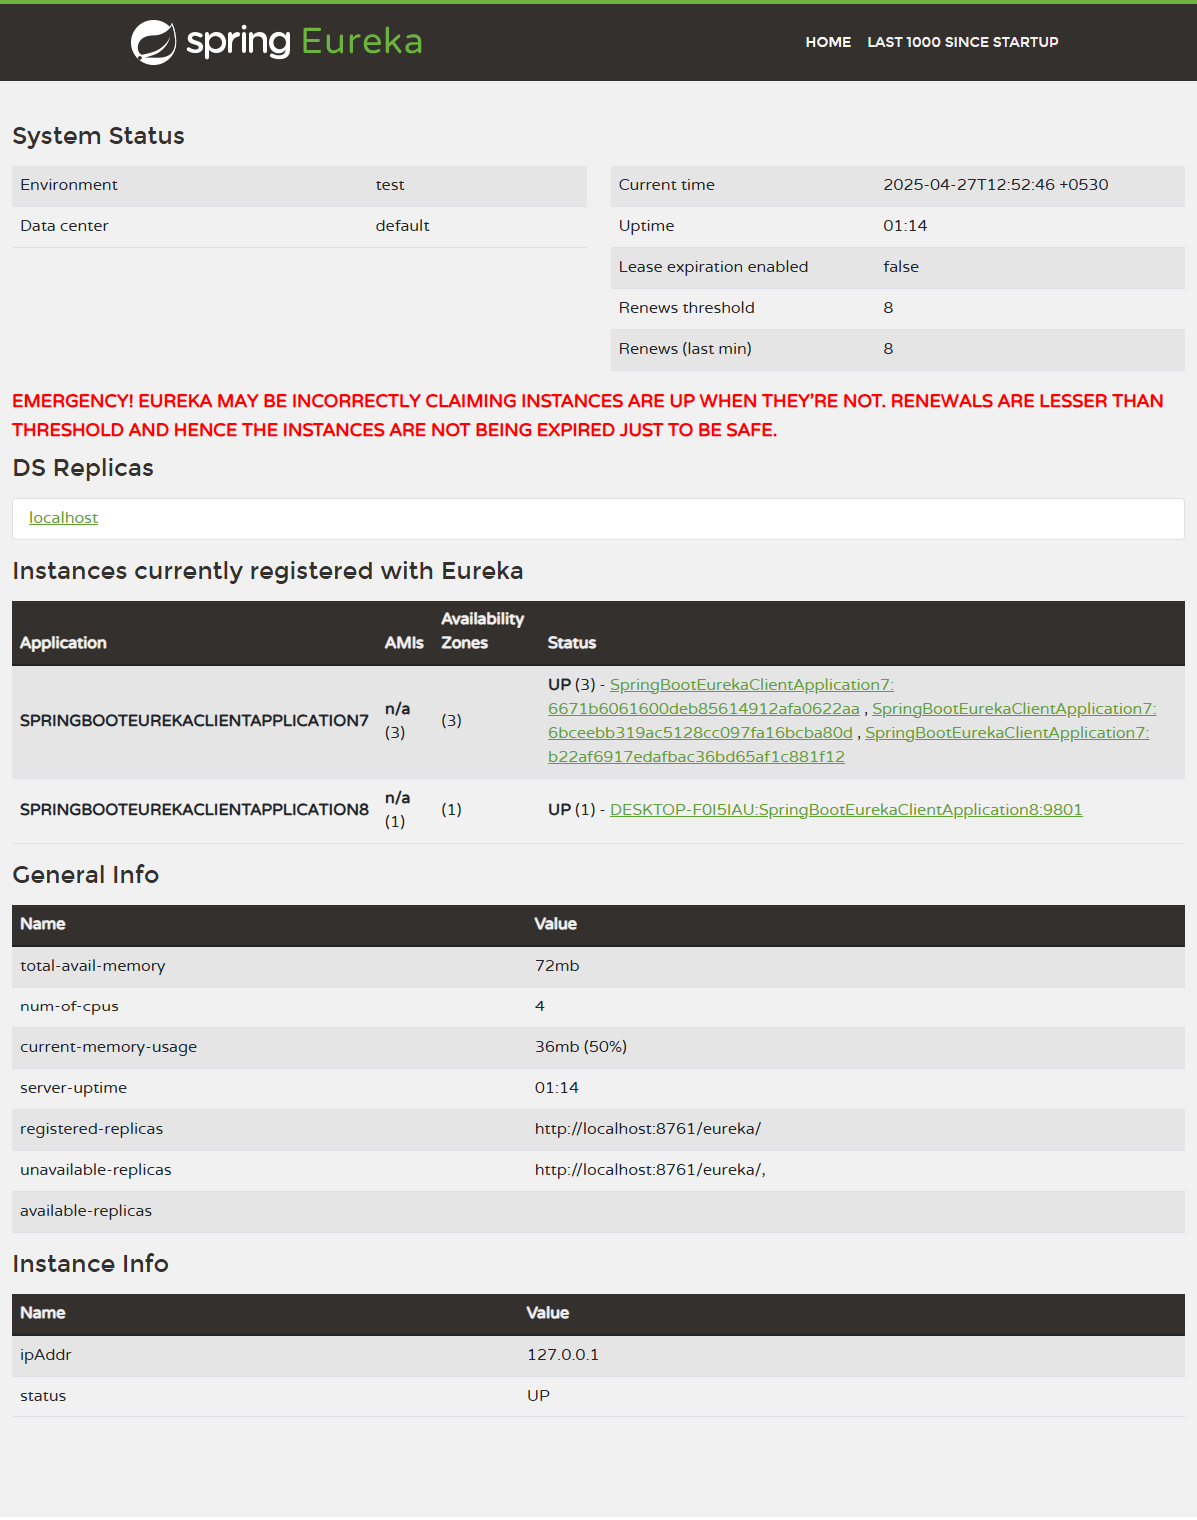 spring Eureka
HOME LAST 1000 SINCE STARTUP
System Status
Environment test
Data center default
Current time 2025-04-27T12:52:46 +0530
Uptime 01:14
Lease expiration enabled false
Renews threshold 8
Renews (last min) 8
EMERGENCY! EUREKA MAY BE INCORRECTLY CLAIMING INSTANCES ARE UP WHEN THEY'RE NOT. RENEWALS ARE LESSER THAN
THRESHOLD AND HENCE THE INSTANCES ARE NOT BEING EXPIRED JUST TO BE SAFE.
DS Replicas
localhost
Instances currently registered with Eureka
Application AMIs Availability Zones Status
SPRINGBOOTEUREKACLIENTAPPLICATION7 n/a (3) (3) UP (3) - SpringBootEurekaClientApplication7:
6671b6061600deb85614912afa0622aa , SpringBootEurekaClientApplication7:
6bceebb319ac5128cc097fa16bcba80d , SpringBootEurekaClientApplication7:
b22af6917edafbac36bd65af1c881f12
SPRINGBOOTEUREKACLIENTAPPLICATION8 n/a (1) (1) UP (1) - DESKTOP-F0I5IAU:SpringBootEurekaClientApplication8:9801
General Info
Name Value
total-avail-memory 72mb
num-of-cpus 4
current-memory-usage 36mb (50%)
server-uptime 01:14
registered-replicas http://localhost:8761/eureka/
unavailable-replicas http://localhost:8761/eureka/,
available-replicas
Instance Info
Name Value
ipAddr 127.0.0.1
status UP